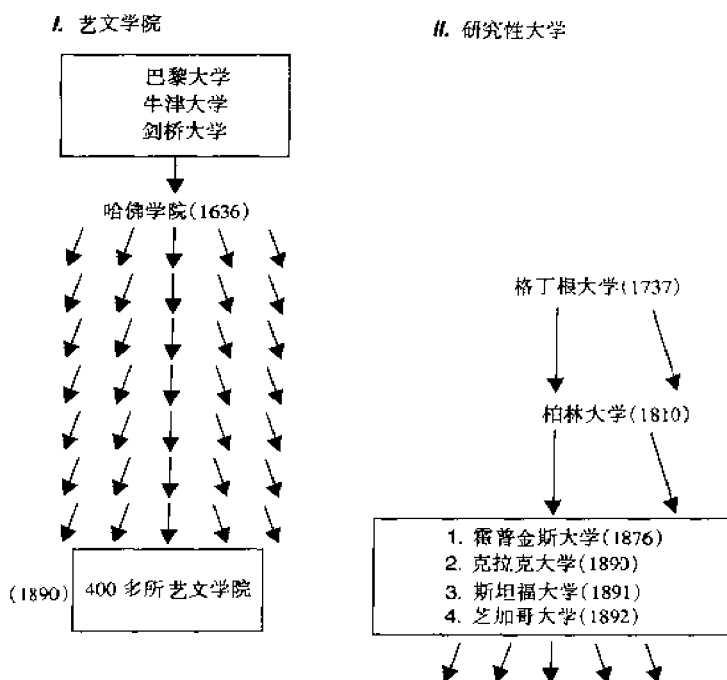 I. 艺文学院
巴黎大学
牛津大学
剑桥大学
哈佛学院(1636)
(1890) 400多所艺文学院
II. 研究性大学
格丁根大学(1737)
柏林大学(1810)
1. 霍普金斯大学(1876)
2. 克拉克大学(1890)
3. 斯坦福大学(1891)
4. 芝加哥大学(1892)